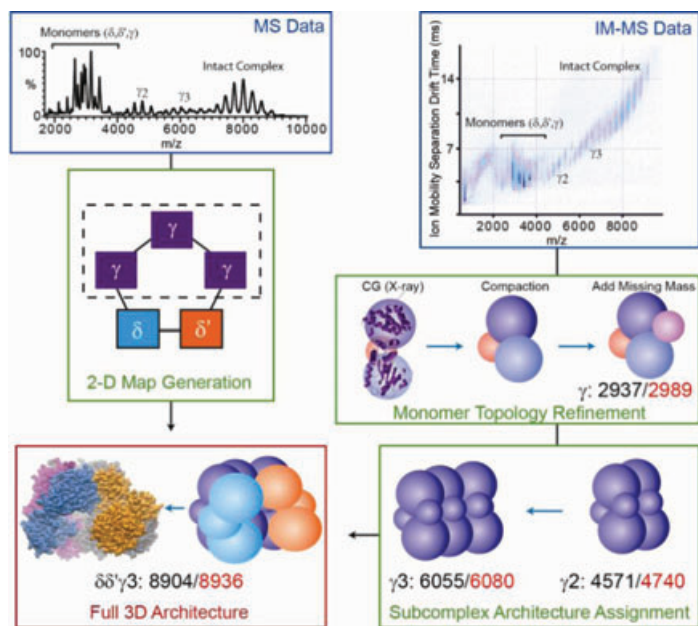 MS Data
Monomers (δ,δ',γ)
100
%
γ2
γ3
Intact Complex
2000 4000 6000 8000 10000
m/z
IM-MS Data
Ion Mobility Separation Drift Time (ms)
14
7
Intact Complex
Monomers (δ,δ',γ)
γ3
γ2
2000 4000 6000 8000
m/z
γ
γ γ
δ δ'
2-D Map Generation
CG (X-ray) Compaction Add Missing Mass
γ: 2937/2989
Monomer Topology Refinement
δδ'γ3: 8904/8936
Full 3D Architecture
γ3: 6055/6080 γ2: 4571/4740
Subcomplex Architecture Assignment